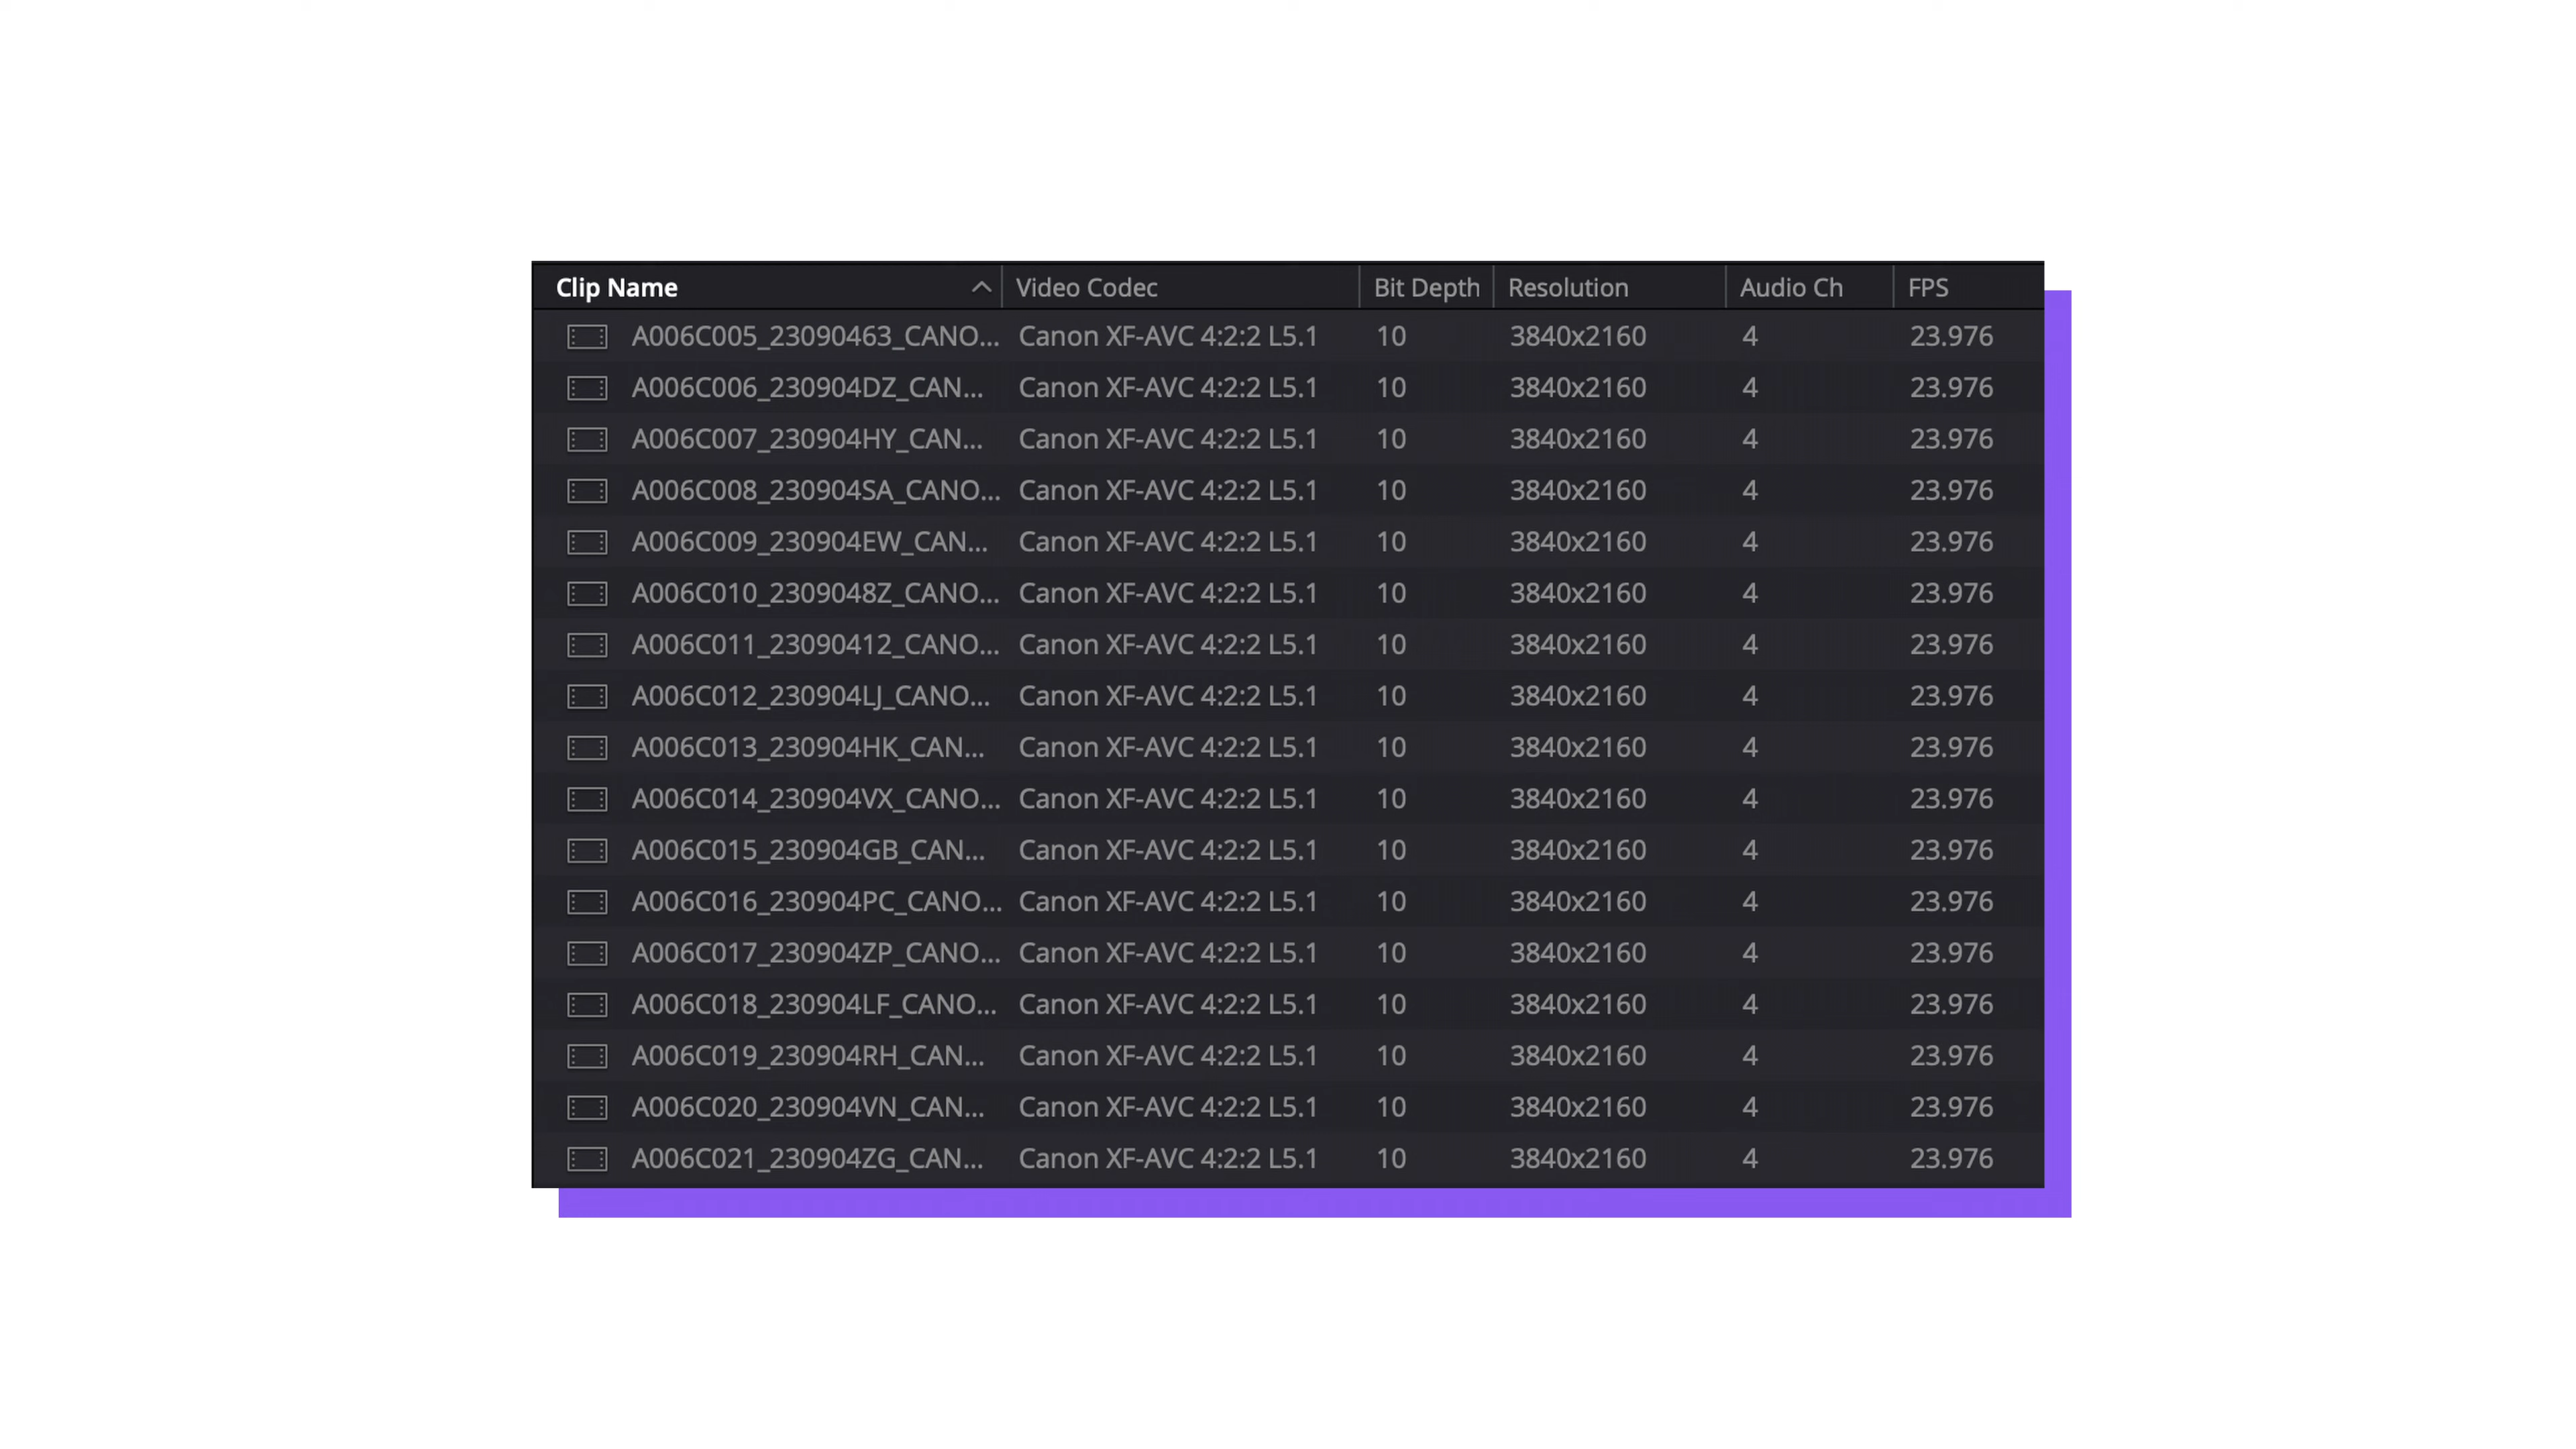 Clip Name Video Codec Bit Depth Resolution Audio Ch FPS
A006C005_23090463_CANO... Canon XF-AVC 4:2:2 L5.1 10 3840x2160 4 23.976
A006C006_230904DZ_CAN... Canon XF-AVC 4:2:2 L5.1 10 3840x2160 4 23.976
A006C007_230904HY_CAN... Canon XF-AVC 4:2:2 L5.1 10 3840x2160 4 23.976
A006C008_230904SA_CANO... Canon XF-AVC 4:2:2 L5.1 10 3840x2160 4 23.976
A006C009_230904EW_CAN... Canon XF-AVC 4:2:2 L5.1 10 3840x2160 4 23.976
A006C010_2309048Z_CANO... Canon XF-AVC 4:2:2 L5.1 10 3840x2160 4 23.976
A006C011_23090412_CANO... Canon XF-AVC 4:2:2 L5.1 10 3840x2160 4 23.976
A006C012_230904LJ_CANO... Canon XF-AVC 4:2:2 L5.1 10 3840x2160 4 23.976
A006C013_230904HK_CAN... Canon XF-AVC 4:2:2 L5.1 10 3840x2160 4 23.976
A006C014_230904VX_CANO... Canon XF-AVC 4:2:2 L5.1 10 3840x2160 4 23.976
A006C015_230904GB_CAN... Canon XF-AVC 4:2:2 L5.1 10 3840x2160 4 23.976
A006C016_230904PC_CANO... Canon XF-AVC 4:2:2 L5.1 10 3840x2160 4 23.976
A006C017_230904ZP_CANO... Canon XF-AVC 4:2:2 L5.1 10 3840x2160 4 23.976
A006C018_230904LF_CANO... Canon XF-AVC 4:2:2 L5.1 10 3840x2160 4 23.976
A006C019_230904RH_CAN... Canon XF-AVC 4:2:2 L5.1 10 3840x2160 4 23.976
A006C020_230904VN_CAN... Canon XF-AVC 4:2:2 L5.1 10 3840x2160 4 23.976
A006C021_230904ZG_CAN... Canon XF-AVC 4:2:2 L5.1 10 3840x2160 4 23.976